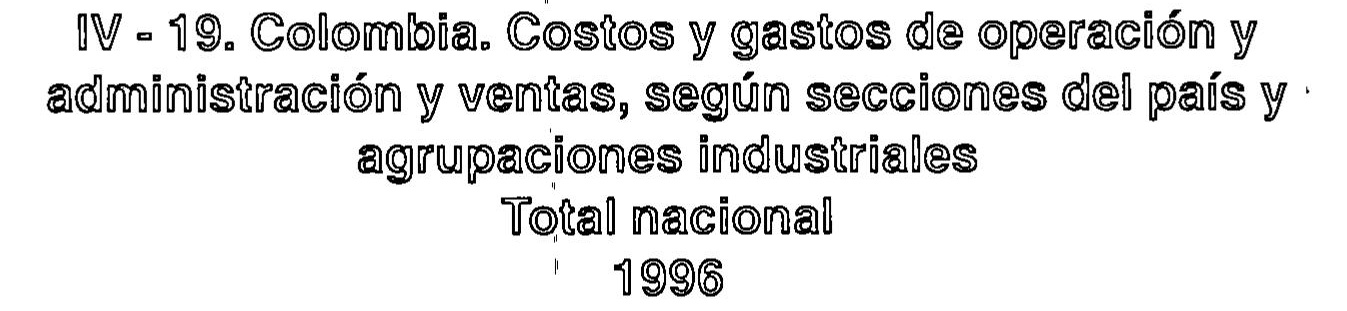 IV - 19. Colombia. Costos y gastos de operación y
administración y ventas, según secciones del país y
agrupaciones industriales
Total nacional
1996